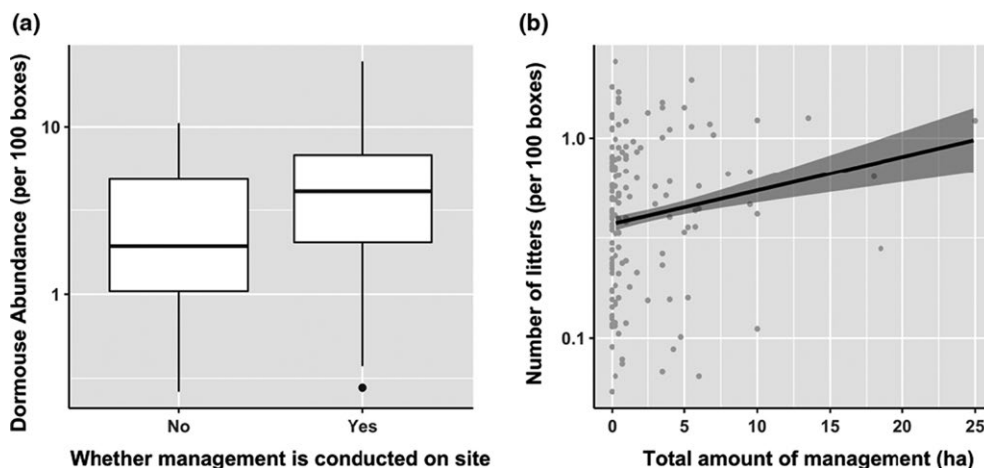 (a)
Dormouse Abundance (per 100 boxes)
10
1
No
Yes
Whether management is conducted on site
(b)
Number of litters (per 100 boxes)
1.0
0.1
0
5
10
15
20
25
Total amount of management (ha)